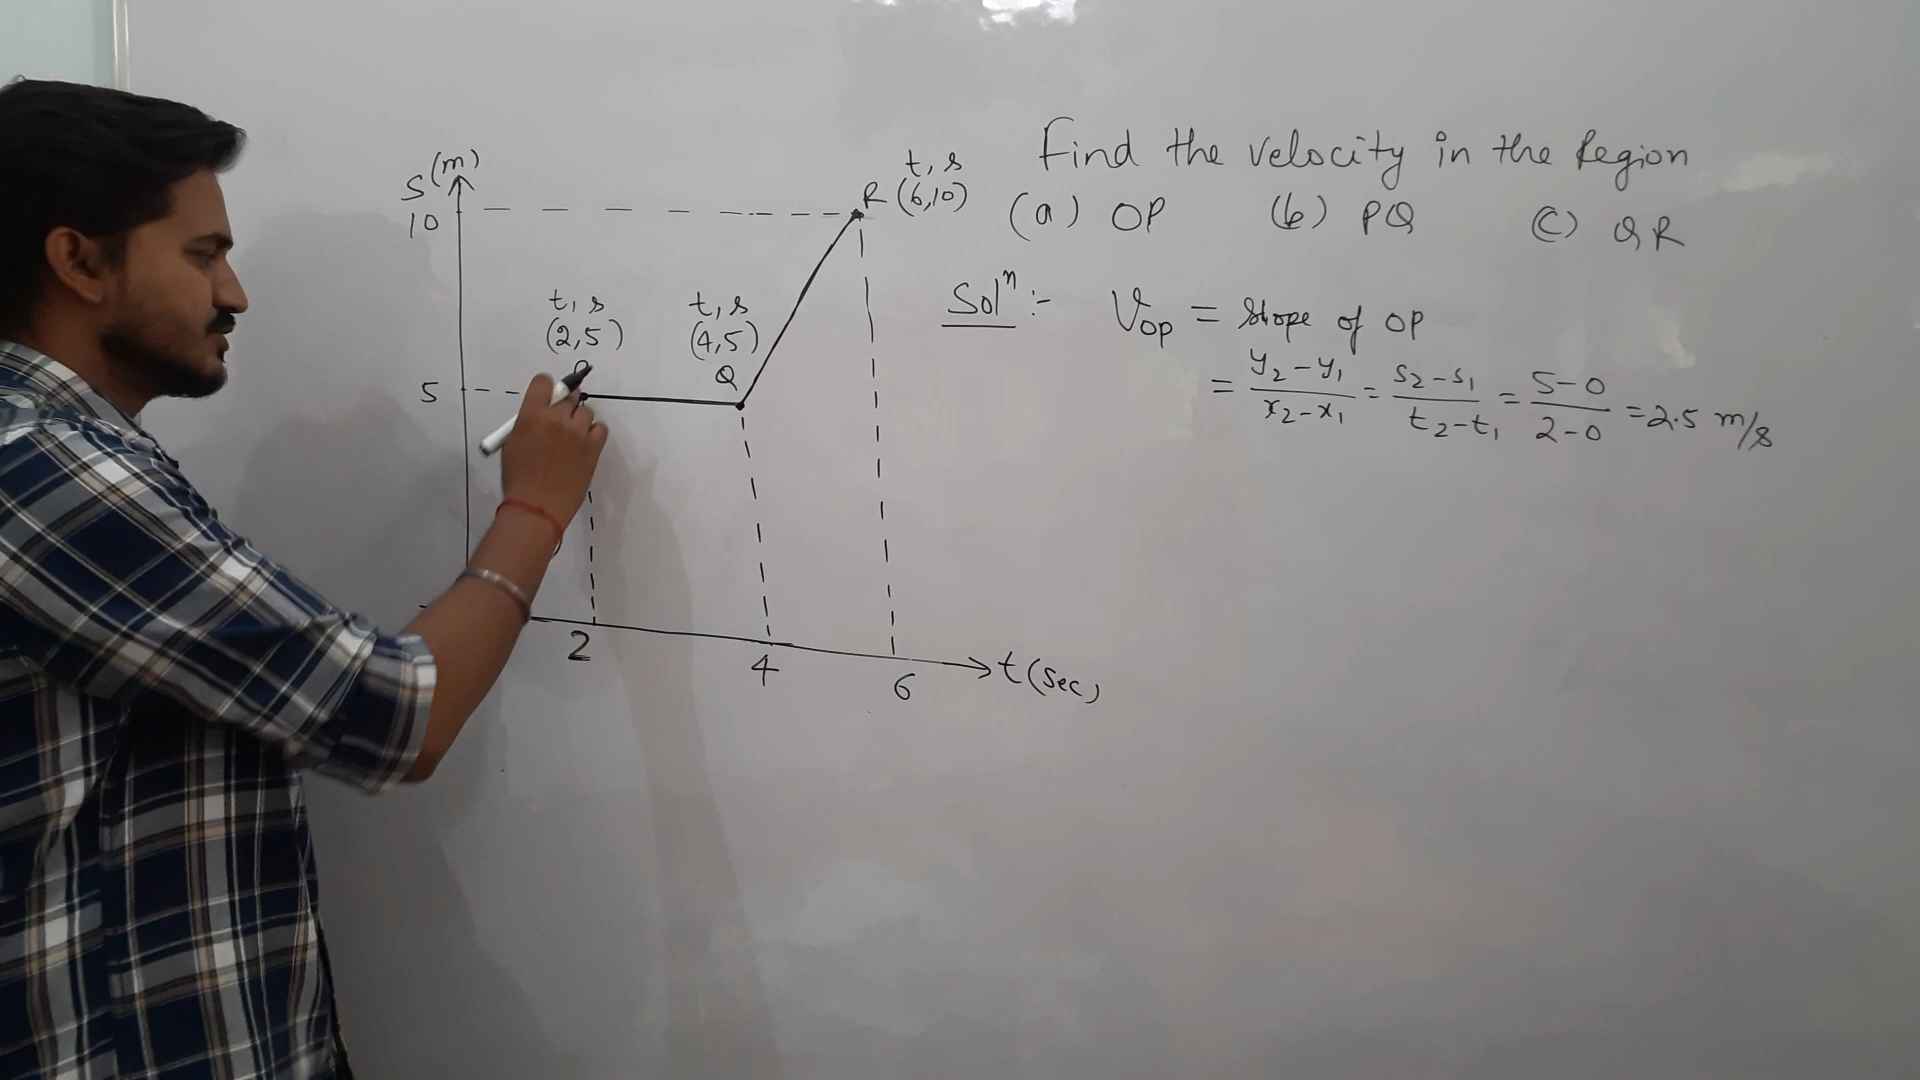 S(m)
10
5
t, s
(2,5)
t, s
(4,5)
Q
t, s
R (6,10)
2
4
6
t(sec)
Find the velocity in the Region
(a) OP (b) PQ (c) QR
Solⁿ :- V_OP = slope of OP
= y₂-y₁/x₂-x₁ = s₂-s₁/t₂-t₁ = 5-0/2-0 = 2.5 m/s